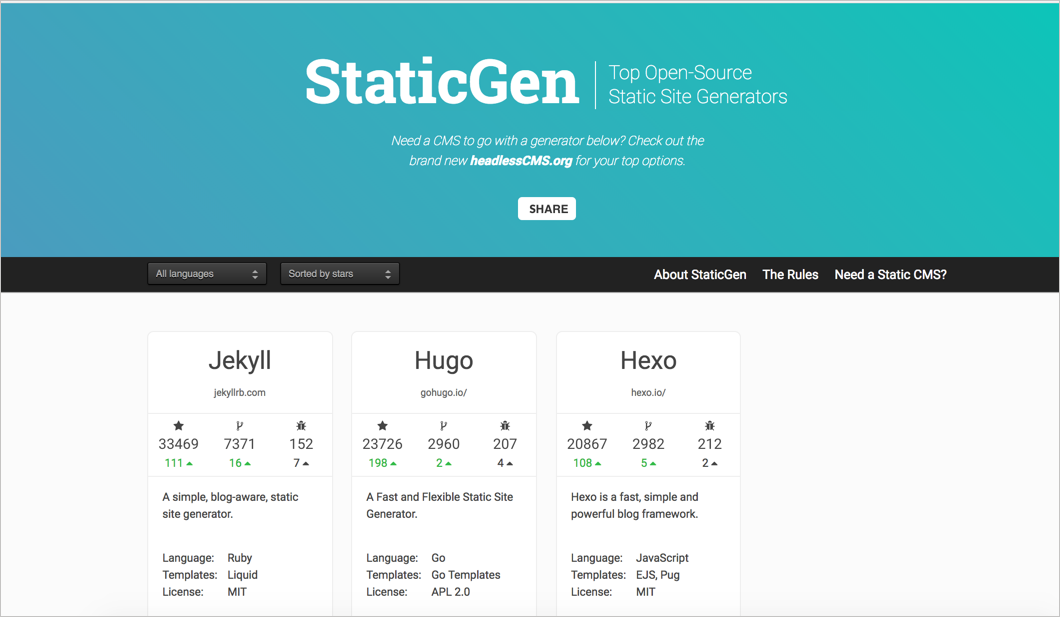 StaticGen
Top Open-Source
Static Site Generators
Need a CMS to go with a generator below? Check out the
brand new headlessCMS.org for your top options.
SHARE
All languages
Sorted by stars
About StaticGen
The Rules
Need a Static CMS?
Jekyll
jekyllrb.com
33469 7371 152
111 16 7
A simple, blog-aware, static
site generator.
Language: Ruby
Templates: Liquid
License: MIT
Hugo
gohugo.io/
23726 2960 207
198 2 4
A Fast and Flexible Static Site
Generator.
Language: Go
Templates: Go Templates
License: APL 2.0
Hexo
hexo.io/
20867 2982 212
108 5 2
Hexo is a fast, simple and
powerful blog framework.
Language: JavaScript
Templates: EJS, Pug
License: MIT